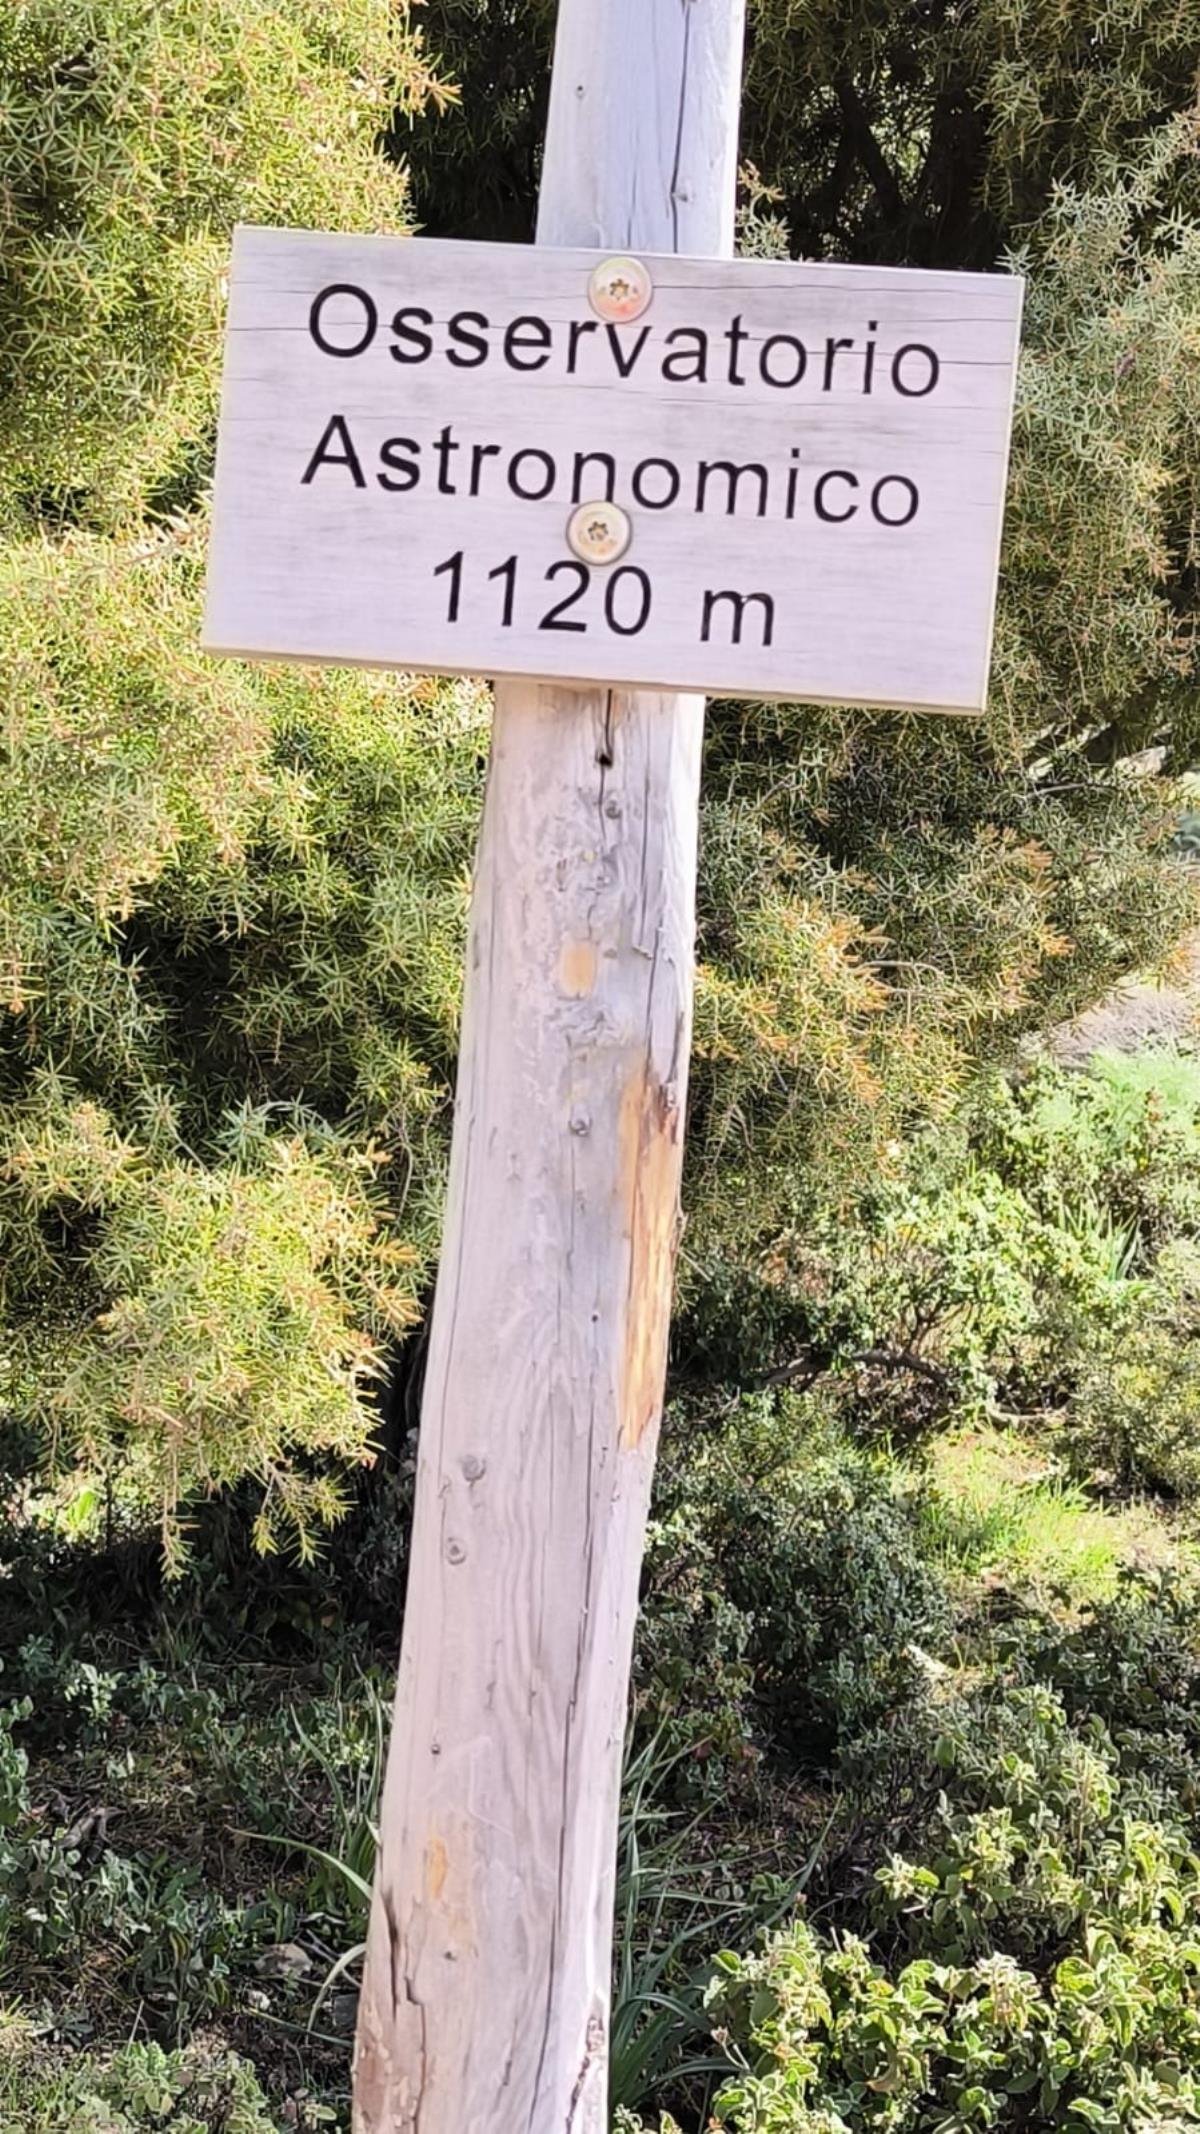 Osservatorio
Astronomico
1120 m